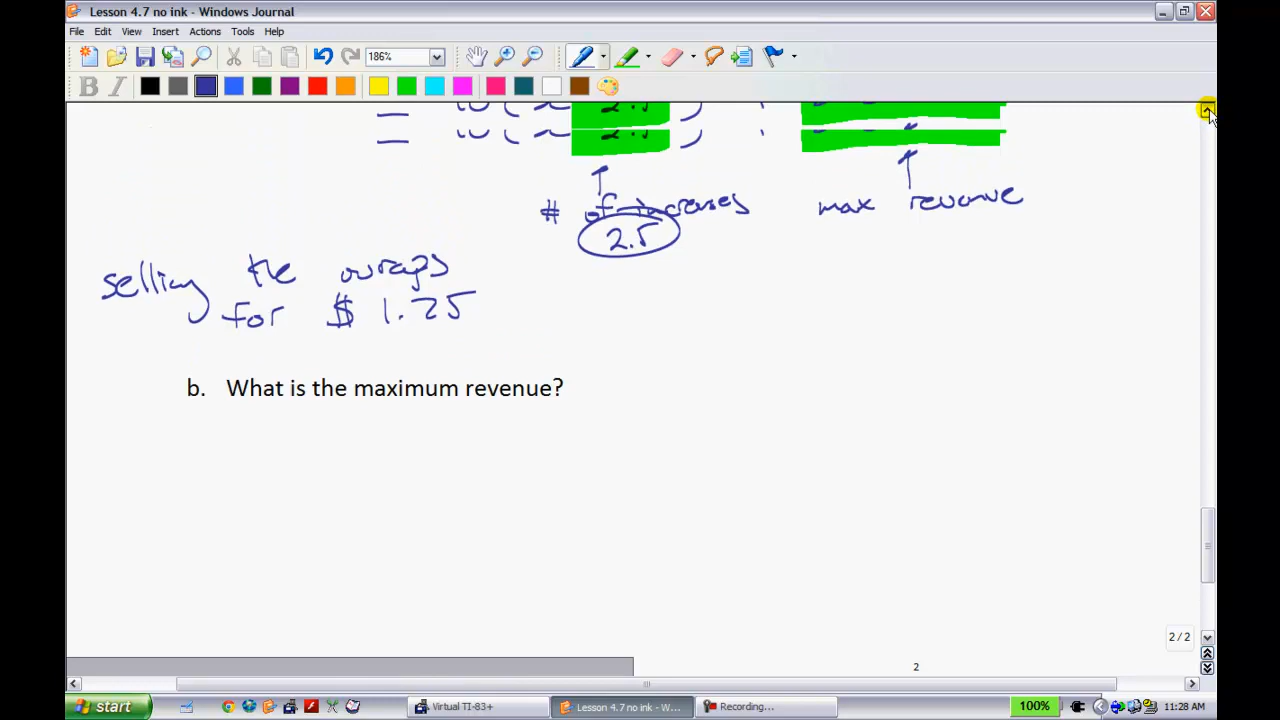 Lesson 4.7 no ink - Windows Journal
File Edit View Insert Actions Tools Help
186%
# of increases
2.5
max revenue
selling the wraps
for $ 1.25
b. What is the maximum revenue?
2/2
2
start
Virtual TI-83+
Lesson 4.7 no ink - W...
Recording...
100%
11:28 AM